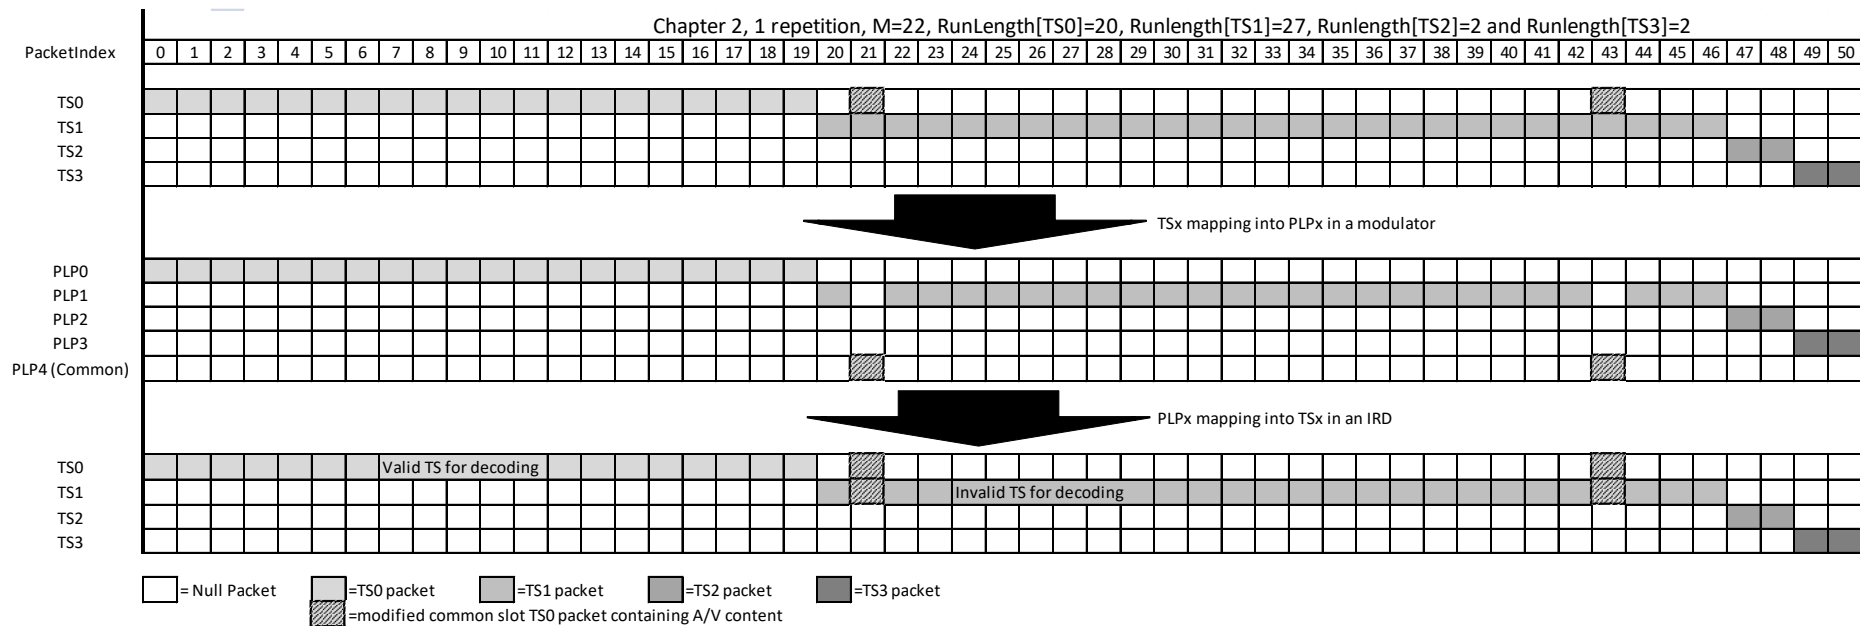 Chapter 2, 1 repetition, M=22, RunLength[TS0]=20, Runlength[TS1]=27, Runlength[TS2]=2 and Runlength[TS3]=2
PacketIndex 0 1 2 3 4 5 6 7 8 9 10 11 12 13 14 15 16 17 18 19 20 21 22 23 24 25 26 27 28 29 30 31 32 33 34 35 36 37 38 39 40 41 42 43 44 45 46 47 48 49 50
TS0
TS1
TS2
TS3
TSx mapping into PLPx in a modulator
PLP0
PLP1
PLP2
PLP3
PLP4 (Common)
PLPx mapping into TSx in an IRD
TS0 Valid TS for decoding
TS1 Invalid TS for decoding
TS2
TS3
= Null Packet =TS0 packet =TS1 packet =TS2 packet =TS3 packet
=modified common slot TS0 packet containing A/V content